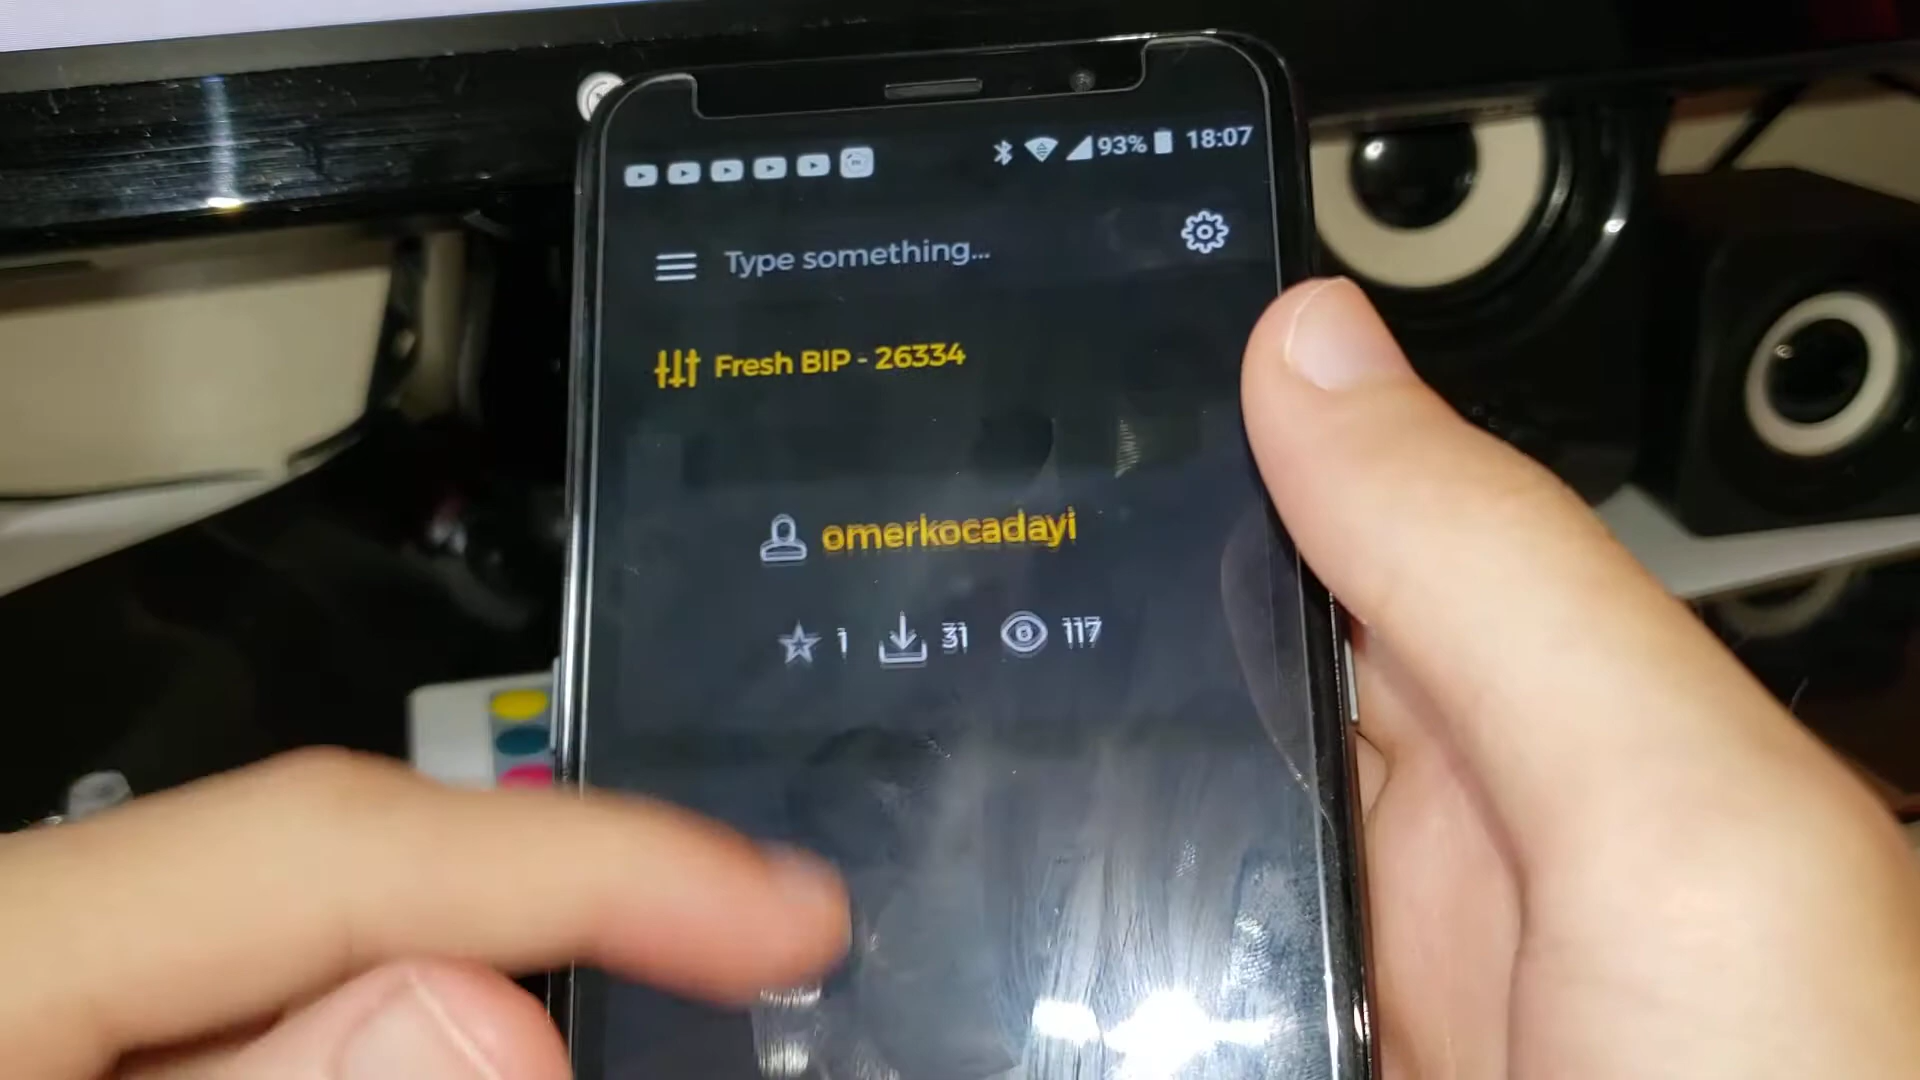 93% 18:07
Type something...
Fresh BIP - 26334
omerkocadayi
1 31 117